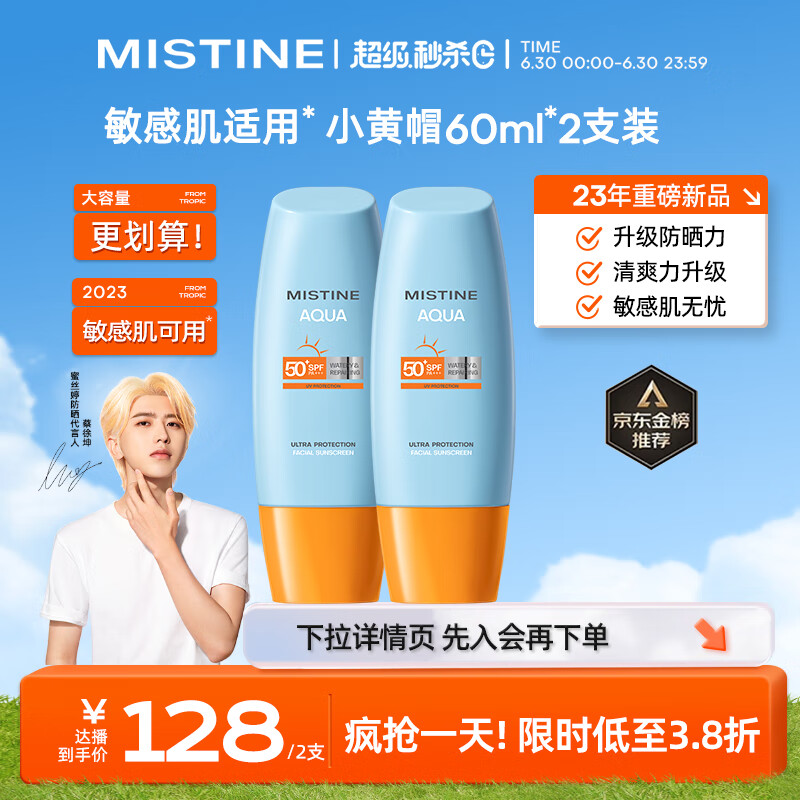 MISTINE 超级秒杀 TIME
6.30 00:00-6.30 23:59
敏感肌适用* 小黄帽60ml*2支装
大容量 FROM TROPIC
更划算！
2023 FROM TROPIC
敏感肌可用*
23年重磅新品
升级防晒力
清爽力升级
敏感肌无忧
京东金榜
推荐
蜜丝婷防晒代言人
蔡徐坤
MISTINE
AQUA
50+ SPF PA+++
WATERY & REPAIRING
UV PROTECTION
ULTRA PROTECTION
FACIAL SUNSCREEN
MISTINE
AQUA
50+ SPF PA+++
WATERY & REPAIRING
UV PROTECTION
ULTRA PROTECTION
FACIAL SUNSCREEN
下拉详情页 先入会再下单
¥128/2支
达播
到手价
疯抢一天! 限时低至3.8折